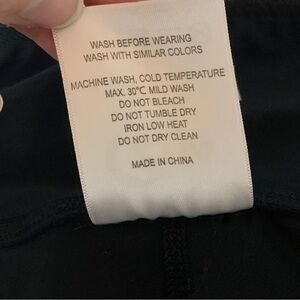 WASH BEFORE WEARING
WASH WITH SIMILAR COLORS
MACHINE WASH, COLD TEMPERATURE
MAX. 30°C MILD WASH
DO NOT BLEACH
DO NOT TUMBLE DRY
IRON LOW HEAT
DO NOT DRY CLEAN
MADE IN CHINA